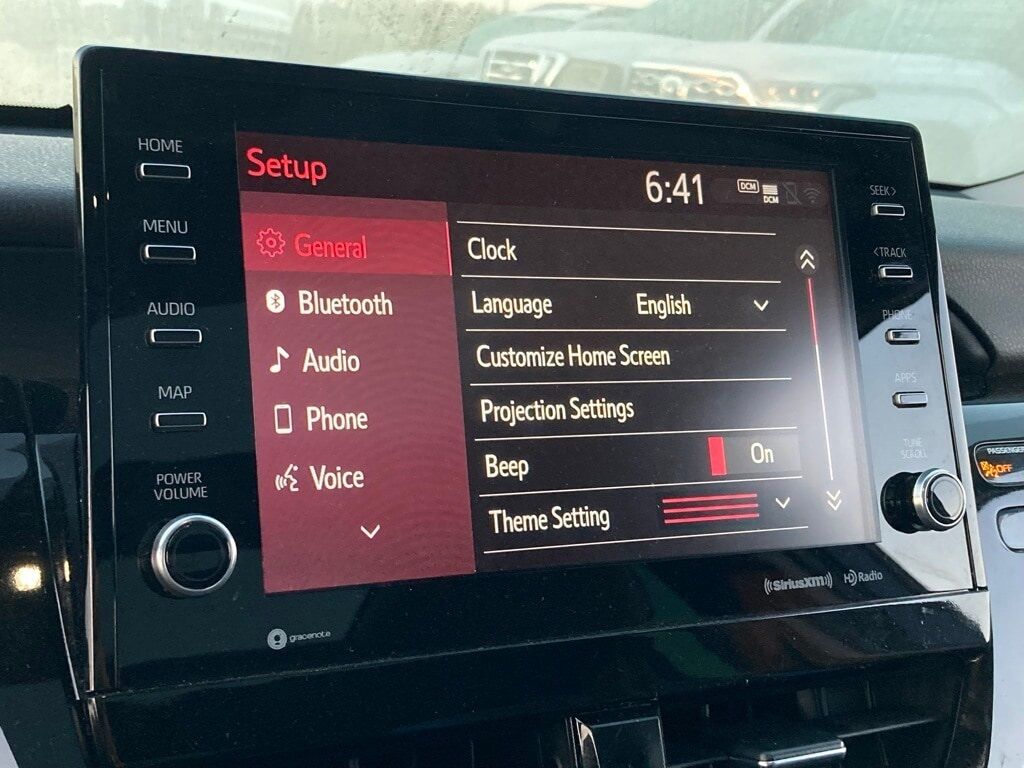 HOME
MENU
AUDIO
MAP
POWER
VOLUME
Setup
6:41
DCM
DCM
General
Bluetooth
Audio
Phone
Voice
Clock
Language English
Customize Home Screen
Projection Settings
Beep On
Theme Setting
SEEK >
< TRACK
PHONE
APPS
TUNE
SCROLL
PASSENGER
OFF
gracenote
((SiriusXM))
HD Radio